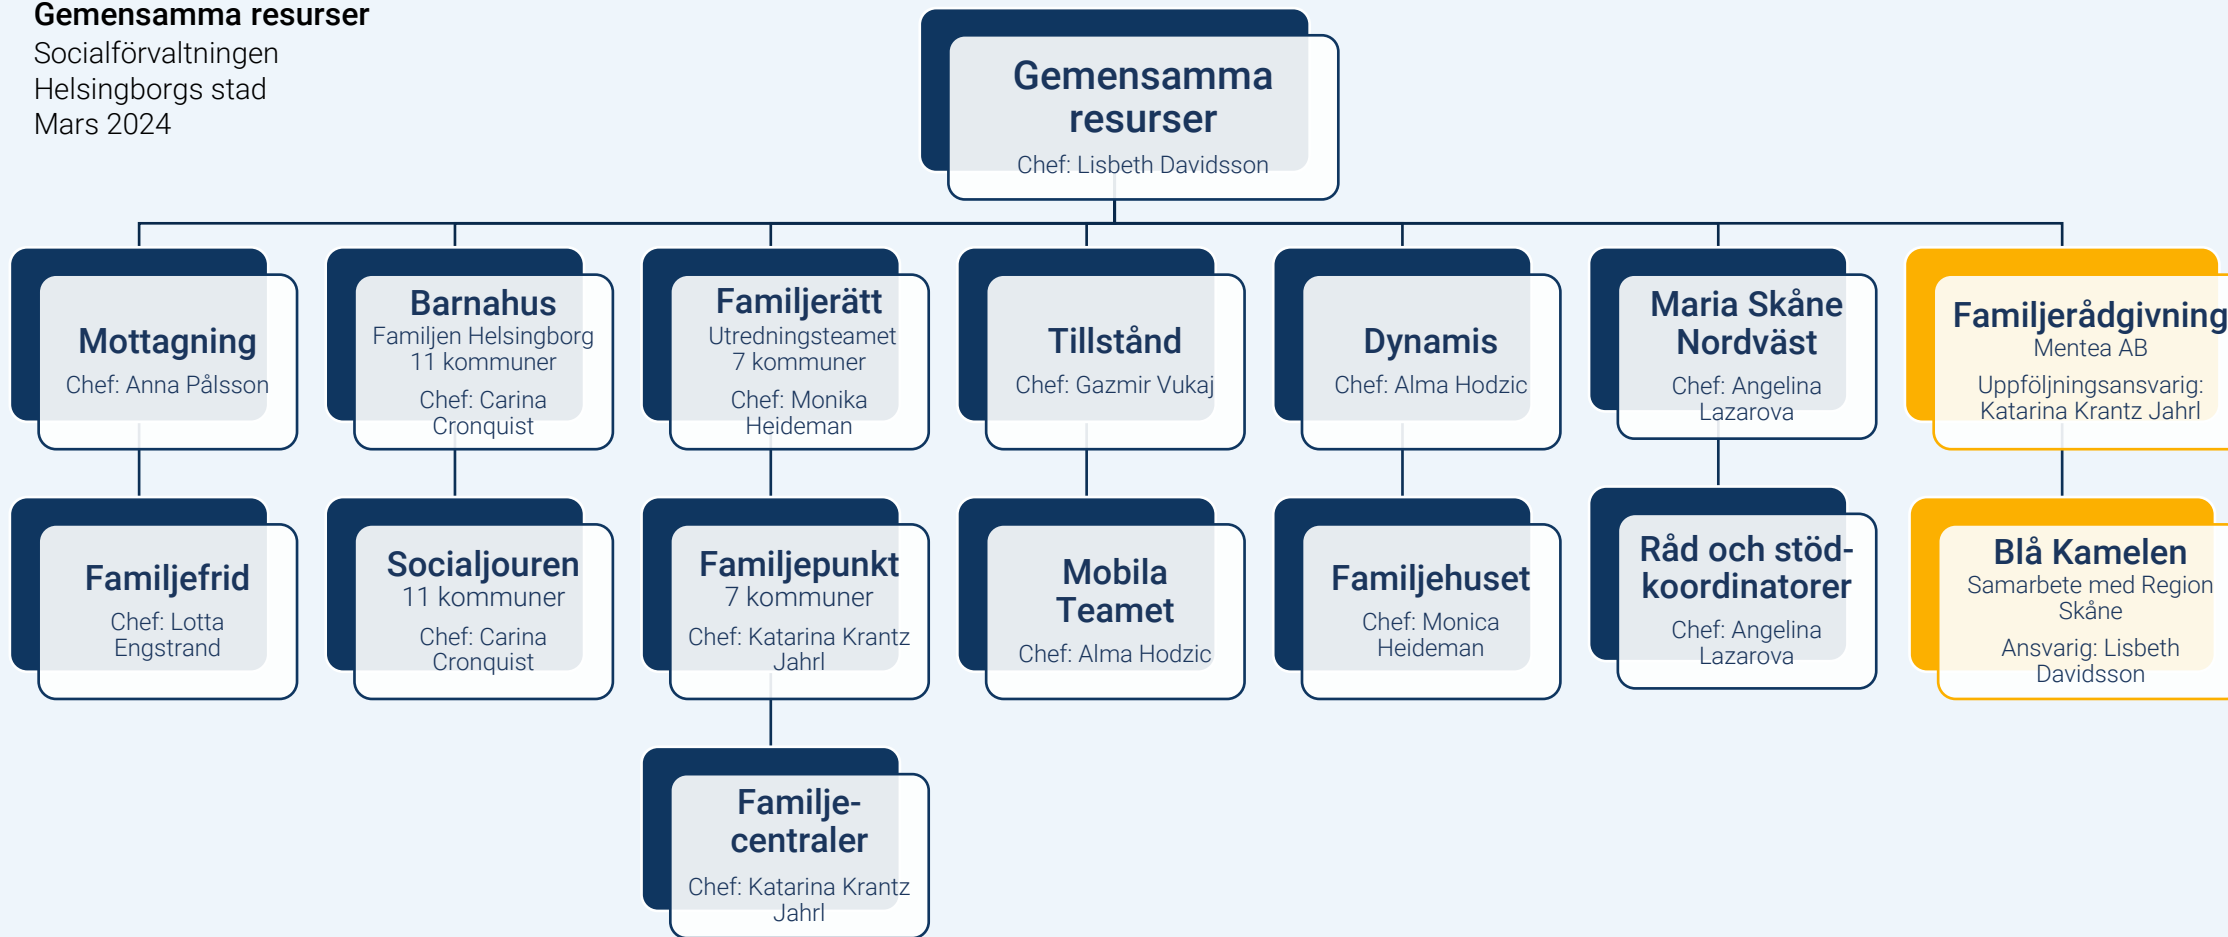 Gemensamma resurser
Socialförvaltningen
Helsingborgs stad
Mars 2024
Gemensamma
resurser
Chef: Lisbeth Davidsson
Mottagning
Chef: Anna Pålsson
Barnahus
Familjen Helsingborg
11 kommuner
Chef: Carina
Cronquist
Familjerätt
Utredningsteamet
7 kommuner
Chef: Monika
Heideman
Tillstånd
Chef: Gazmir Vukaj
Dynamis
Chef: Alma Hodzic
Maria Skåne
Nordväst
Chef: Angelina
Lazarova
Familjerådgivning
Mentea AB
Uppföljningsansvarig:
Katarina Krantz Jahrl
Familjefrid
Chef: Lotta
Engstrand
Socialjouren
11 kommuner
Chef: Carina
Cronquist
Familjepunkt
7 kommuner
Chef: Katarina Krantz
Jahrl
Mobila
Teamet
Chef: Alma Hodzic
Familjehuset
Chef: Monica
Heideman
Råd och stöd-
koordinatorer
Chef: Angelina
Lazarova
Blå Kamelen
Samarbete med Region
Skåne
Ansvarig: Lisbeth
Davidsson
Familje-
centraler
Chef: Katarina Krantz
Jahrl